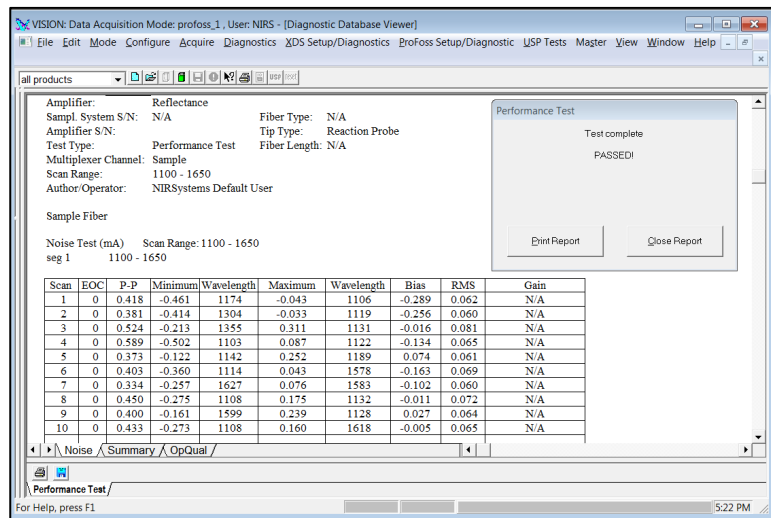 VISION: Data Acquisition Mode: profoss_1 , User: NIRS - [Diagnostic Database Viewer]
File Edit Mode Configure Acquire Diagnostics XDS Setup/Diagnostics ProFoss Setup/Diagnostic USP Tests Master View Window Help
all products
USP
Amplifier: Reflectance
Sampl. System S/N: N/A Fiber Type: N/A
Amplifier S/N: Tip Type: Reaction Probe
Test Type: Performance Test Fiber Length: N/A
Multiplexer Channel: Sample
Scan Range: 1100 - 1650
Author/Operator: NIRSystems Default User
Sample Fiber
Noise Test (mA) Scan Range: 1100 - 1650
seg 1 1100 - 1650
Scan EOC P-P Minimum Wavelength Maximum Wavelength Bias RMS Gain
1 0 0.418 -0.461 1174 -0.043 1106 -0.289 0.062 N/A
2 0 0.381 -0.414 1304 -0.033 1119 -0.256 0.060 N/A
3 0 0.524 -0.213 1355 0.311 1131 -0.016 0.081 N/A
4 0 0.589 -0.502 1103 0.087 1122 -0.134 0.065 N/A
5 0 0.373 -0.122 1142 0.252 1189 0.074 0.061 N/A
6 0 0.403 -0.360 1114 0.043 1578 -0.163 0.069 N/A
7 0 0.334 -0.257 1627 0.076 1583 -0.102 0.060 N/A
8 0 0.450 -0.275 1108 0.175 1132 -0.011 0.072 N/A
9 0 0.400 -0.161 1599 0.239 1128 0.027 0.064 N/A
10 0 0.433 -0.273 1108 0.160 1618 -0.005 0.065 N/A
Performance Test
Test complete
PASSED!
Print Report Close Report
Noise Summary OpQual
Performance Test
For Help, press F1 5:22 PM